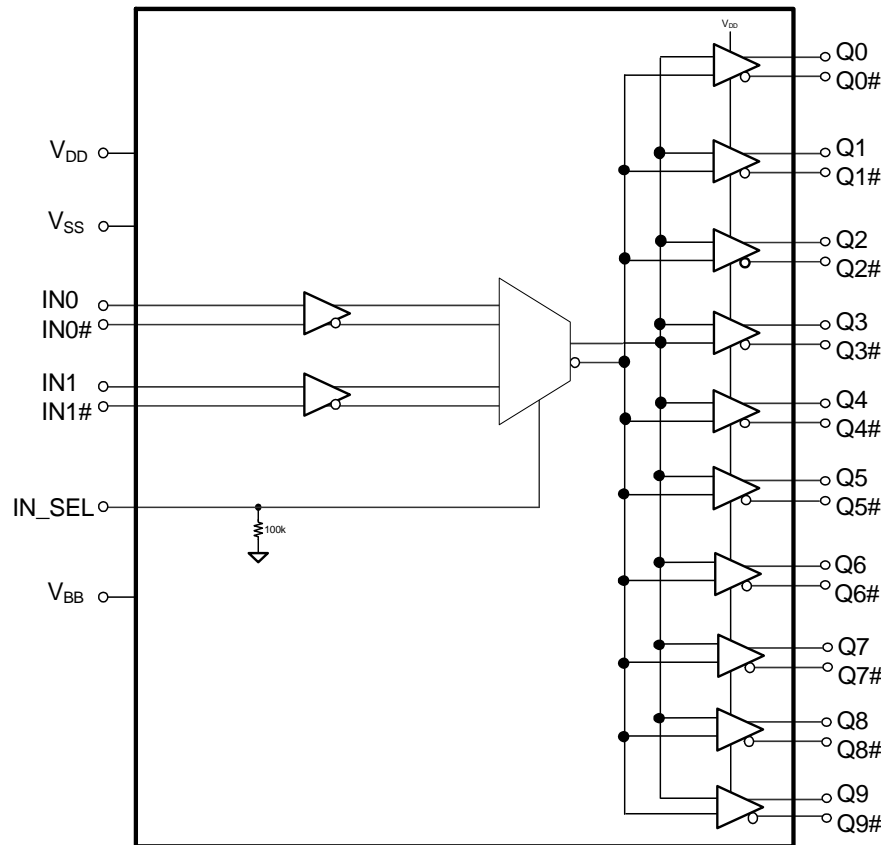 V_DD
Q0
Q0#
V_DD
Q1
Q1#
V_SS
Q2
Q2#
IN0
IN0#
Q3
Q3#
IN1
IN1#
Q4
Q4#
Q5
Q5#
IN_SEL
100k
Q6
Q6#
V_BB
Q7
Q7#
Q8
Q8#
Q9
Q9#